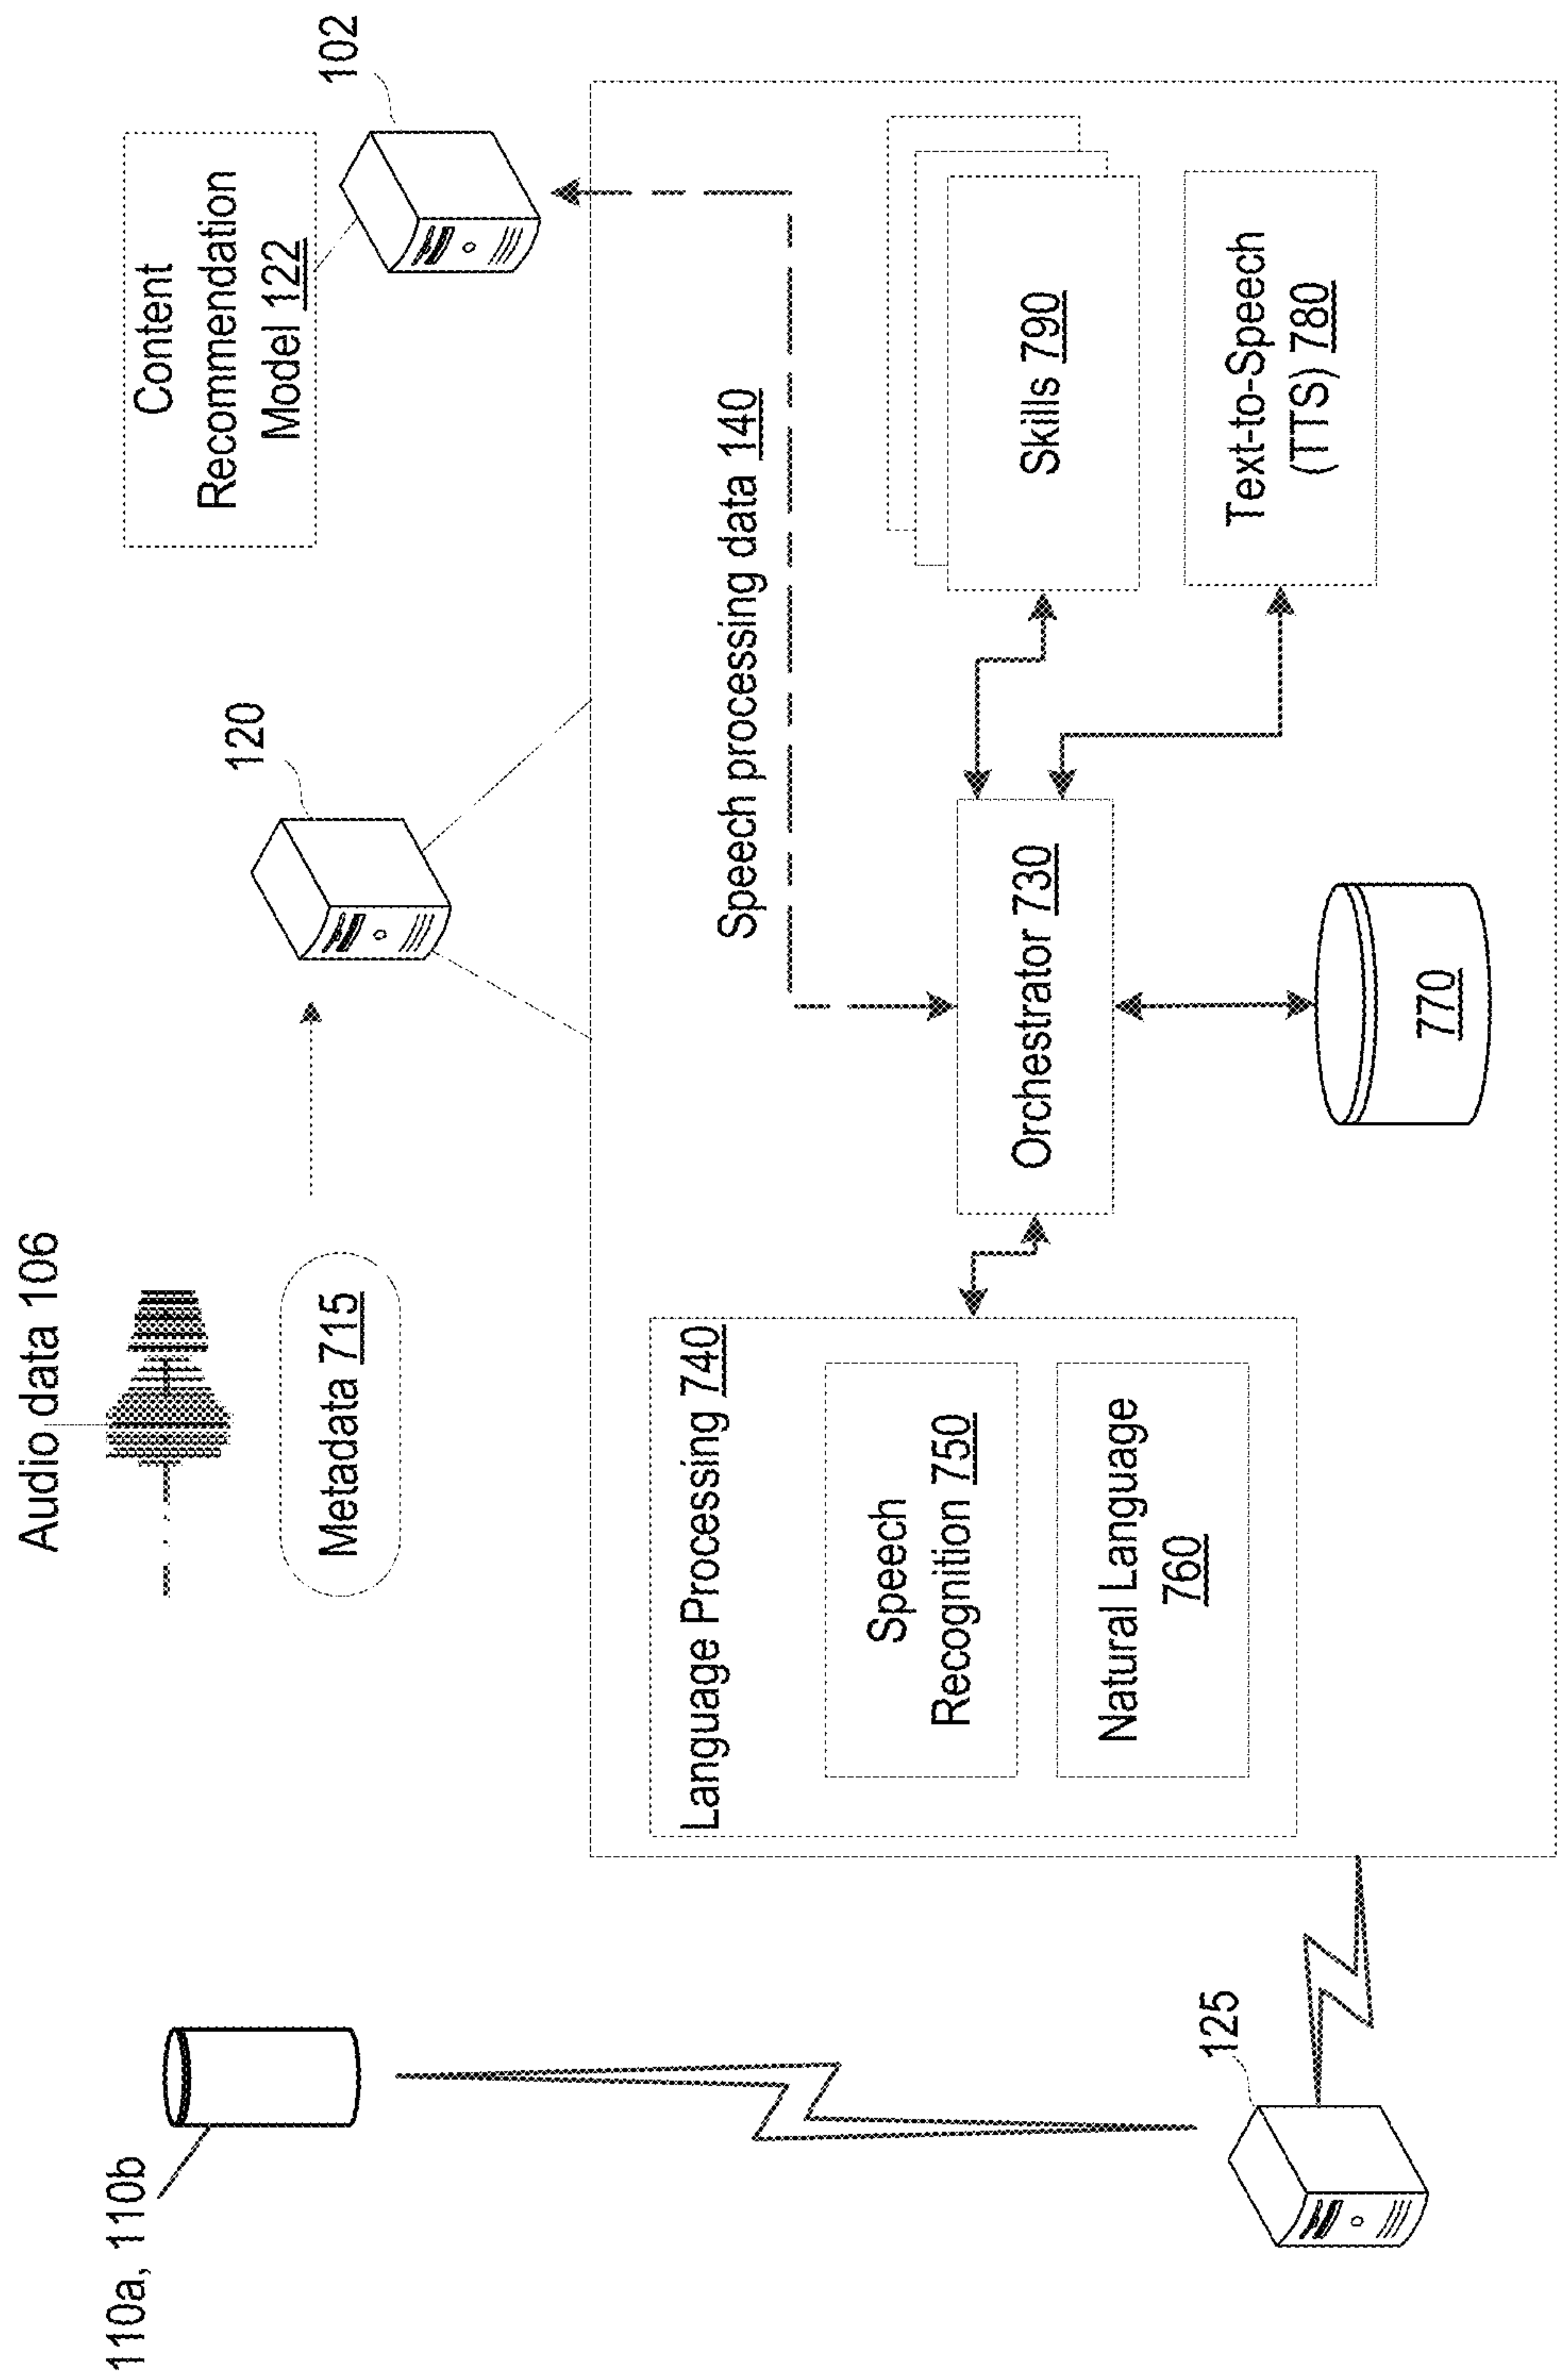 Audio data 106
110a, 110b
Metadata 715
120
Content
Recommendation
Model 122
102
Speech processing data 140
Language Processing 740
Speech
Recognition 750
Natural Language
760
Orchestrator 730
Skills 790
Text-to-Speech
(TTS) 780
770
125